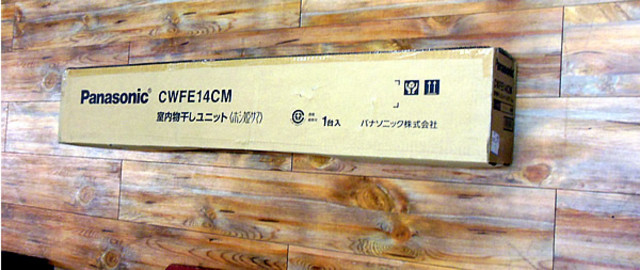 Panasonic CWFE14CM
室内物干しユニット(ホシ姫サマ)
1台入
パナソニック株式会社
CWFE14CM